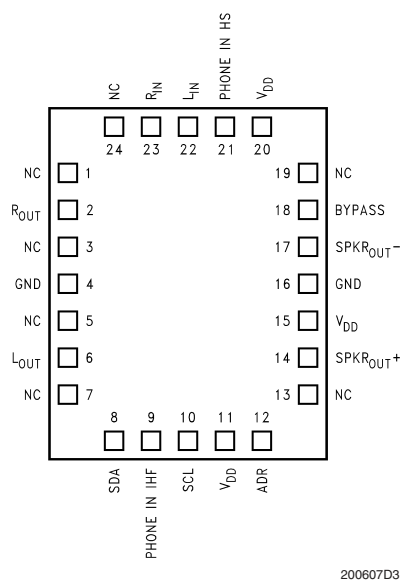 NC
R_IN
L_IN
PHONE IN HS
V_DD
24 23 22 21 20
NC 1 19 NC
R_OUT 2 18 BYPASS
NC 3 17 SPKR_OUT-
GND 4 16 GND
NC 5 15 V_DD
L_OUT 6 14 SPKR_OUT+
NC 7 13 NC
8 9 10 11 12
SDA
PHONE IN IHF
SCL
V_DD
ADR
200607D3